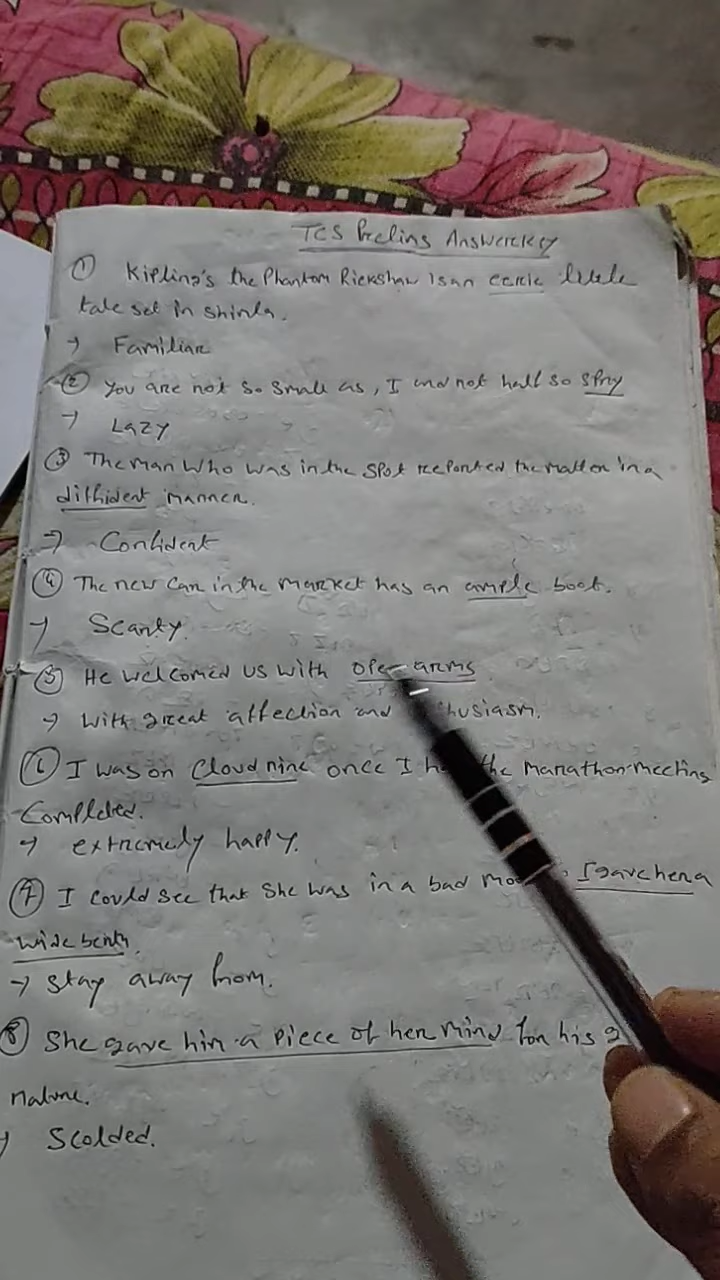 TCS Prelims Answerckey
① Kipling's the Phantom Rickshaw is an eerie little
tale set in Shimla.
→ Familiar
② You are not so small as, I and not half so spry
→ Lazy
③ The man who was in the spot reported the matter in a
diffident manner.
→ Confident
④ The new car in the market has an ample boot.
→ Scanty.
⑤ He welcomed us with open arms
→ with great affection and
⑥ I was on cloud nine once I the Marathon meeting
Completed.
→ extremely happy.
⑦ I could see that she was in a bad I gave her a
wide berth.
→ stay away from.
⑧ She gave him a piece of her mind for his
nature.
→ Scolded.